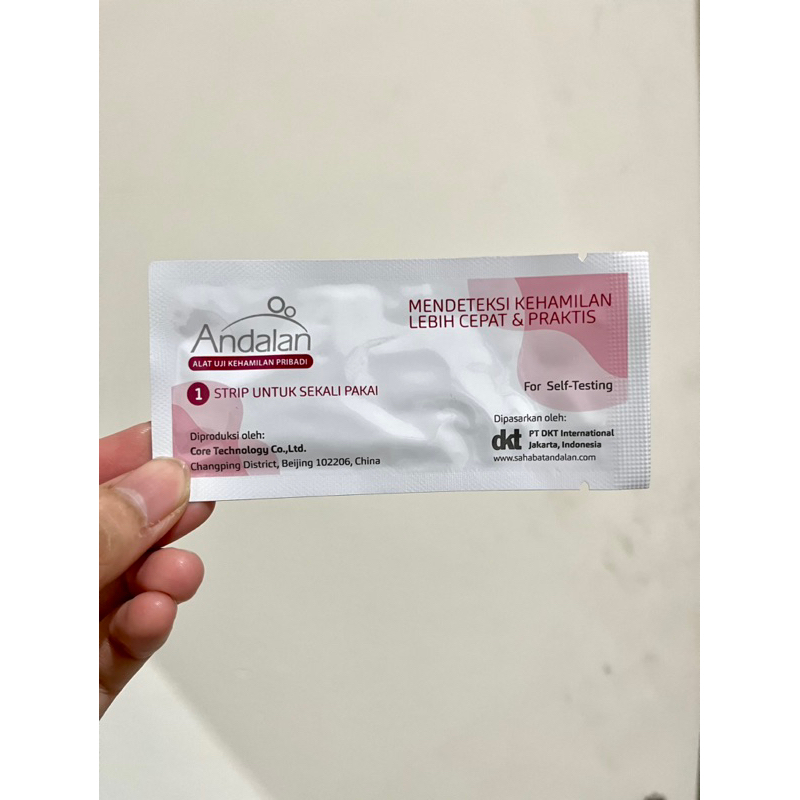 Andalan
ALAT UJI KEHAMILAN PRIBADI
1 STRIP UNTUK SEKALI PAKAI
Diproduksi oleh:
Core Technology Co.,Ltd.
Changping District, Beijing 102206, China
MENDETEKSI KEHAMILAN
LEBIH CEPAT & PRAKTIS
For Self-Testing
Dipasarkan oleh:
dkt PT DKT International
Jakarta, Indonesia
www.sahabatandalan.com